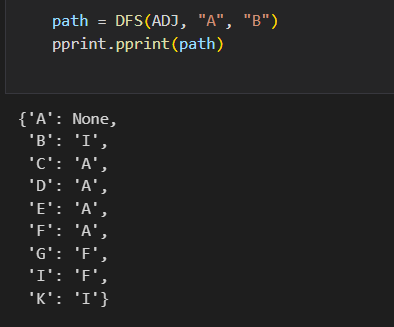 path = DFS(ADJ, "A", "B")
pprint.pprint(path)
{'A': None,
'B': 'I',
'C': 'A',
'D': 'A',
'E': 'A',
'F': 'A',
'G': 'F',
'I': 'F',
'K': 'I'}